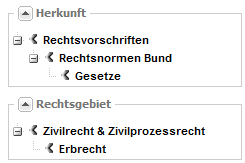 Herkunft
Rechtsvorschriften
Rechtsnormen Bund
Gesetze
Rechtsgebiet
Zivilrecht & Zivilprozessrecht
Erbrecht